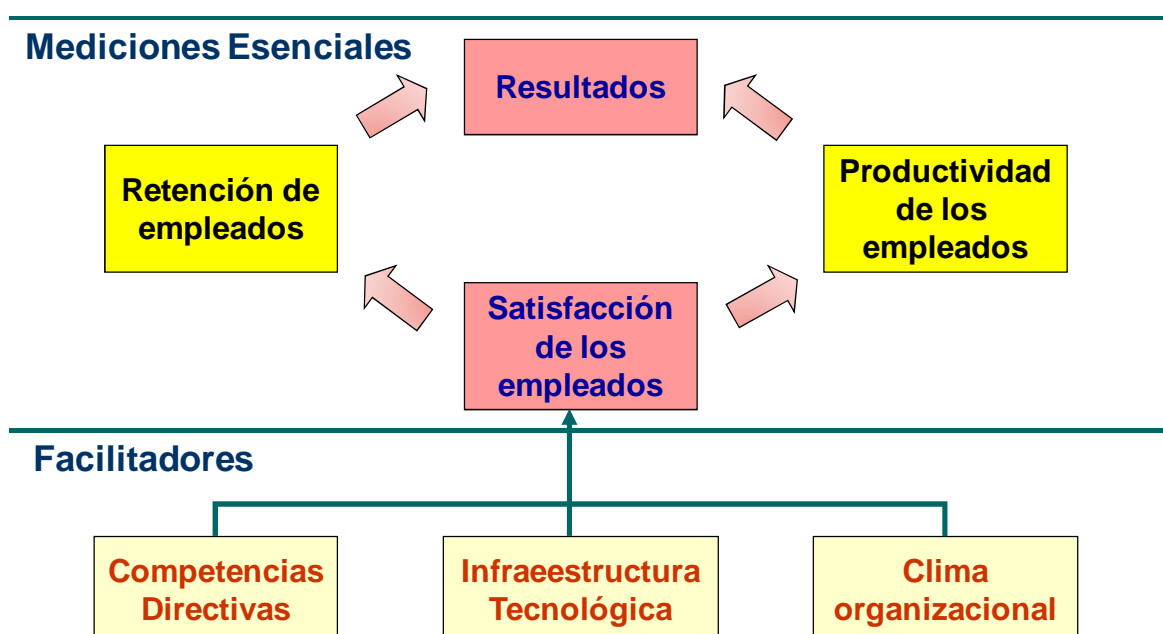 Mediciones Esenciales
Resultados
Retención de
empleados
Productividad
de los
empleados
Satisfacción
de los
empleados
Facilitadores
Competencias
Directivas
Infraeestructura
Tecnológica
Clima
organizacional